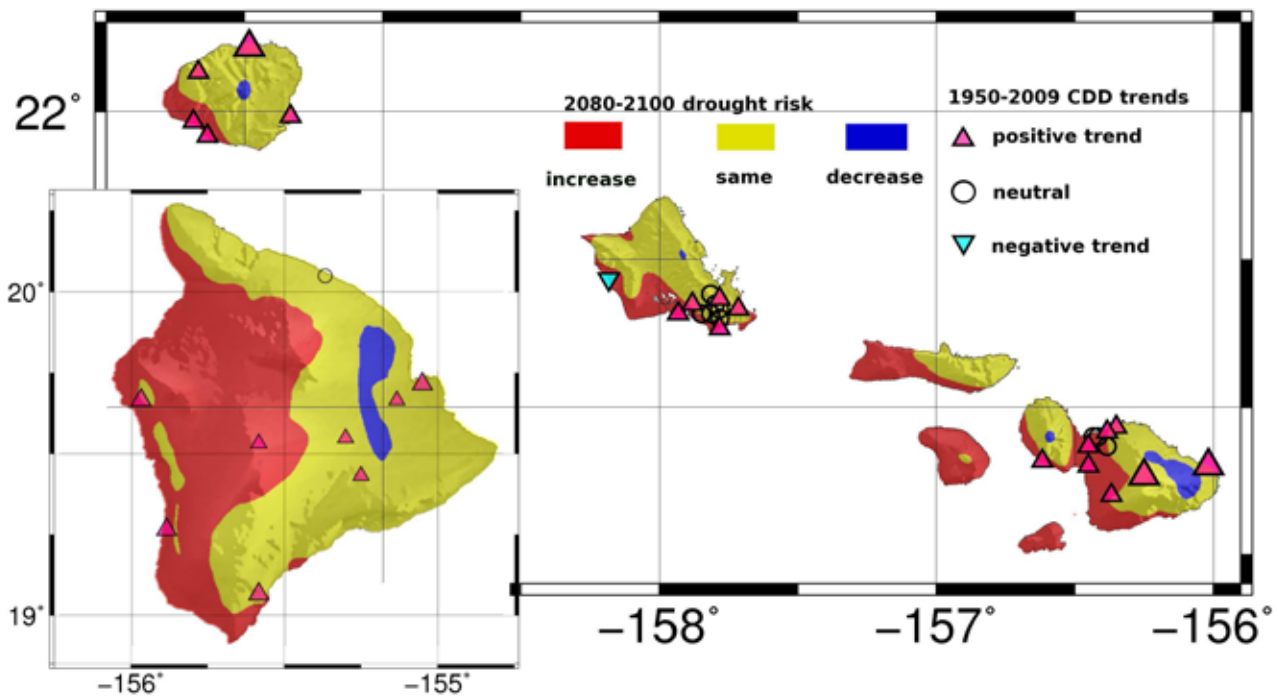 22°
2080-2100 drought risk
increase same decrease
1950-2009 CDD trends
positive trend
neutral
negative trend
20°
19°
−156° −155°
−158° −157° −156°